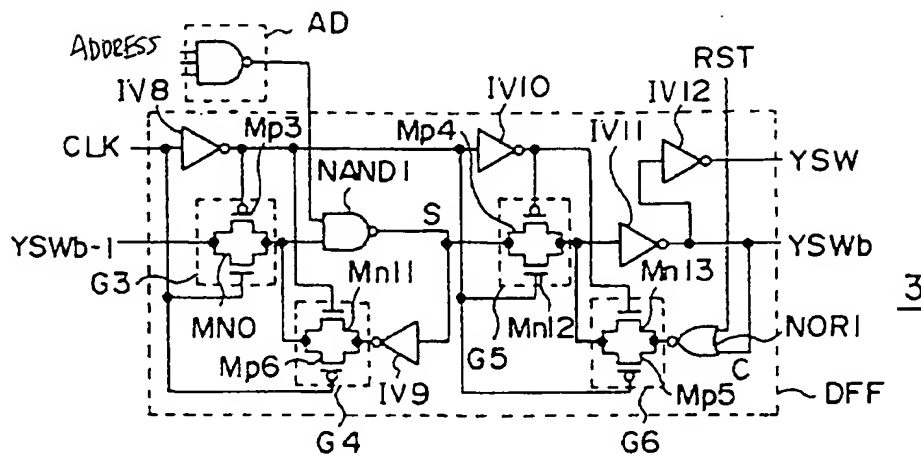 AD
ADDRESS
RST
IV8
IV10
IV12
Mp3
Mp4
IV11
CLK
NAND1
YSW
S
YSWb-1
YSWb
Mn11
Mn13
3
G3
MN0
Mn12
NOR1
G5
Mp6
IV9
C
Mp5
DFF
G4
G6